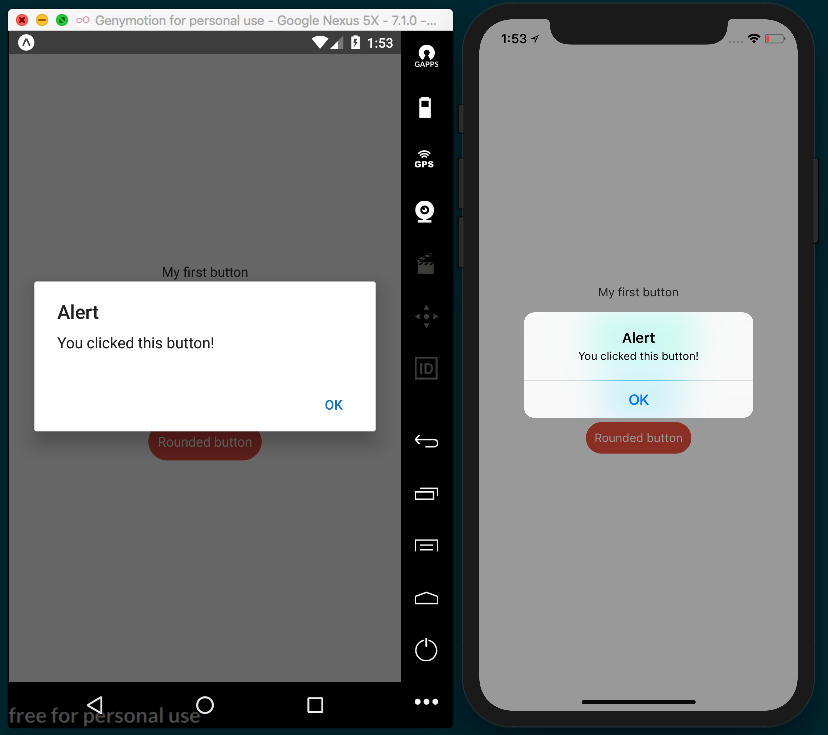 Genymotion for personal use - Google Nexus 5X - 7.1.0 -...
1:53
GAPPS
GPS
ID
My first button
Alert
You clicked this button!
OK
Rounded button
free for personal use
1:53
My first button
Alert
You clicked this button!
OK
Rounded button